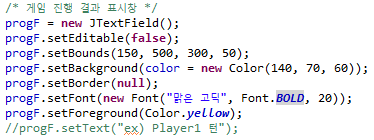 /* 게임 진행 결과 표시창 */
progF = new JTextField();
progF.setEditable(false);
progF.setBounds(150, 500, 300, 50);
progF.setBackground(color = new Color(140, 70, 60));
progF.setBorder(null);
progF.setFont(new Font("맑은 고딕", Font.BOLD, 20));
progF.setForeground(Color.yellow);
//progF.setText("ex) Player1 턴");